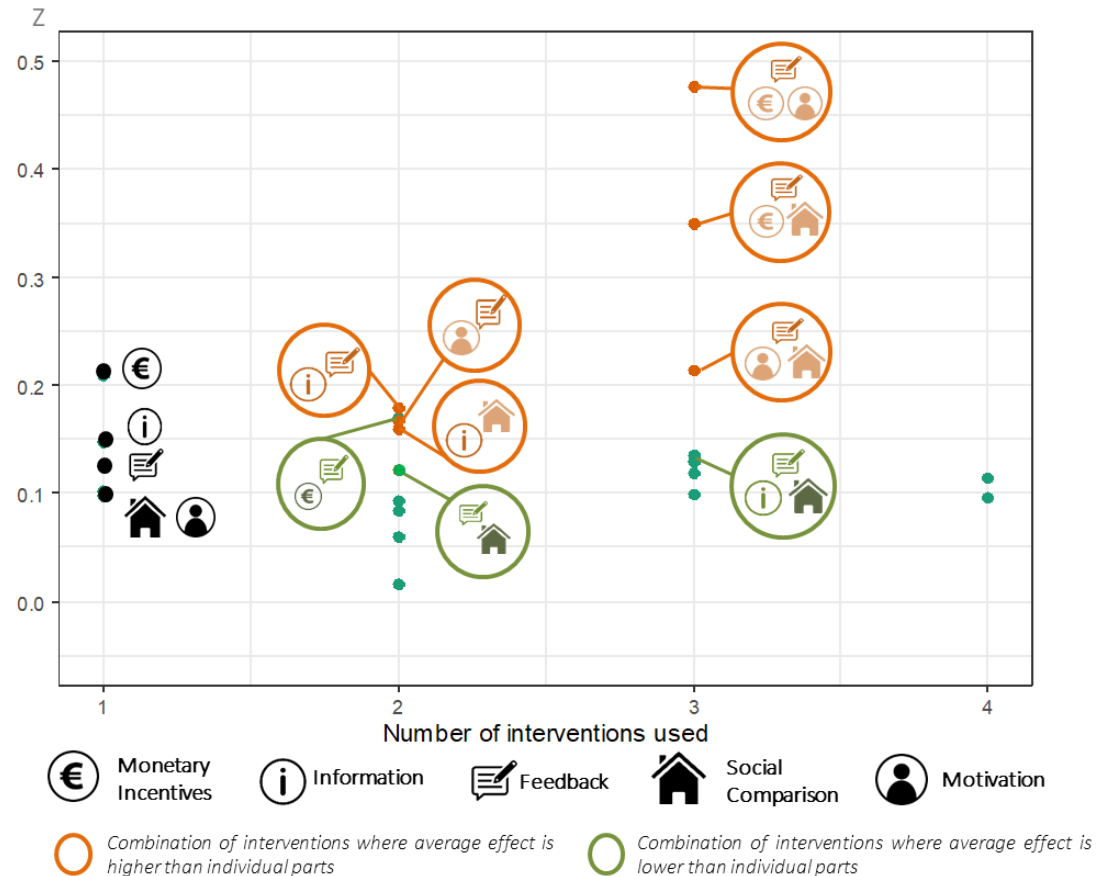 Z
0.5
0.4
0.3
0.2
0.1
0.0
€
€
i
€
i
i
€
€
i
i
1
2
3
4
Number of interventions used
€ Monetary
Incentives
i Information
Feedback
Social
Comparison
Motivation
Combination of interventions where average effect is
higher than individual parts
Combination of interventions where average effect is
lower than individual parts